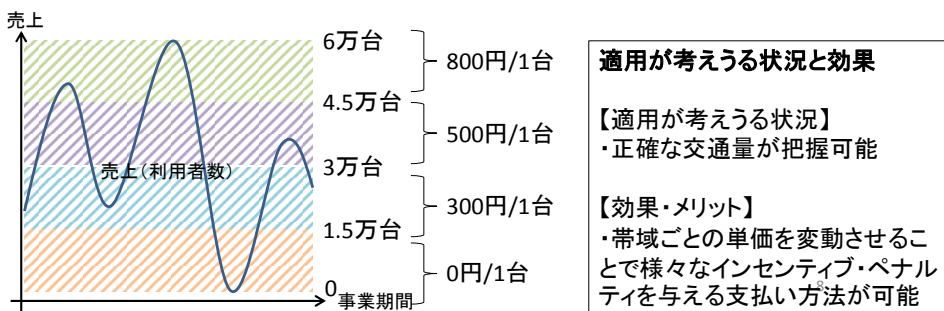 売上
6万台
800円/1台
4.5万台
500円/1台
売上(利用者数)
3万台
300円/1台
1.5万台
0円/1台
0
事業期間
適用が考えうる状況と効果
【適用が考えうる状況】
・正確な交通量が把握可能
【効果・メリット】
・帯域ごとの単価を変動させるこ
とで様々なインセンティブ・ペナル
ティを与える支払い方法が可能
8